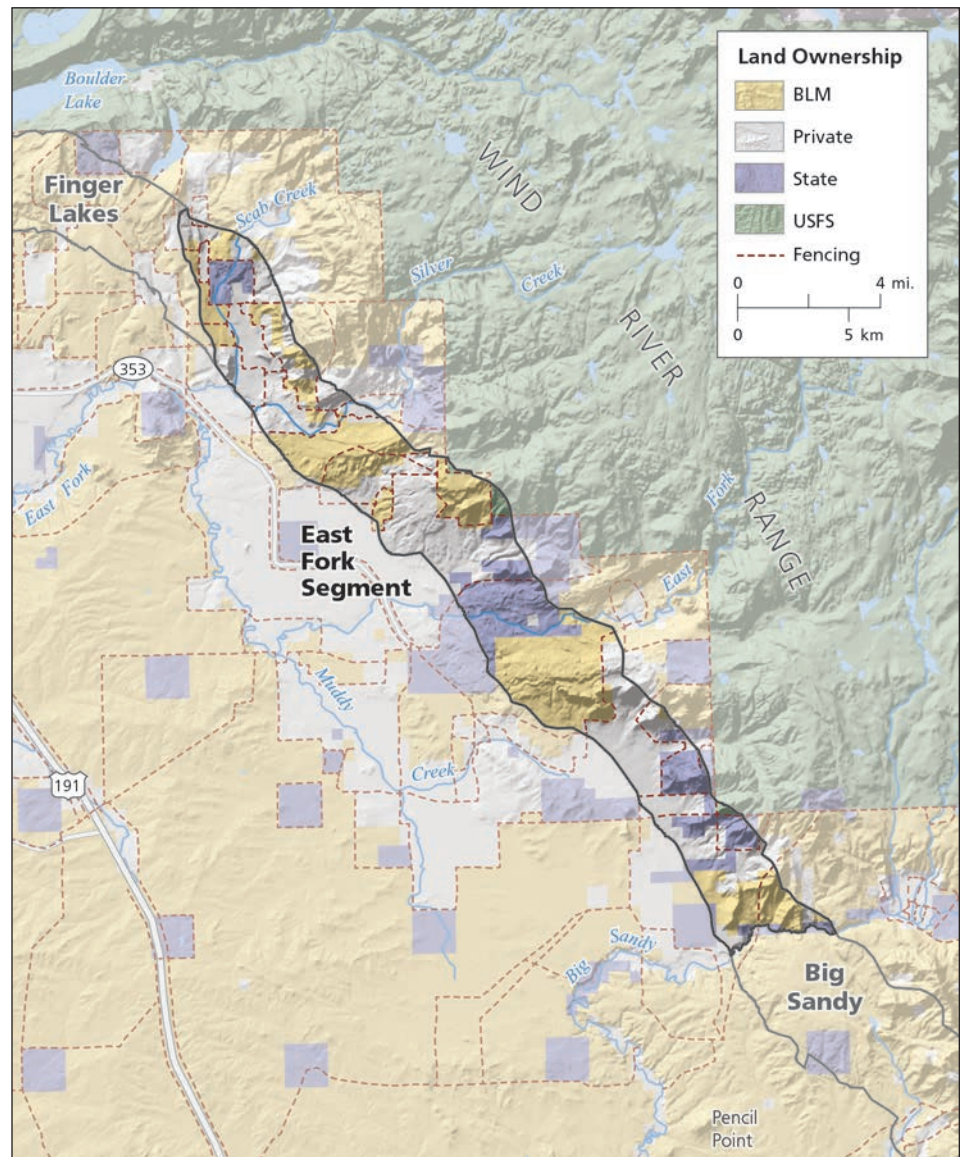 Land Ownership
BLM
Private
State
USFS
Fencing
0 4 mi.
0 5 km
Boulder
Lake
Finger
Lakes
Scab Creek
WIND
RIVER
RANGE
Silver
Creek
353
East Fork
East
Fork
Segment
Fork
East
Muddy
Creek
191
Big
Sandy
Big
Sandy
Pencil
Point